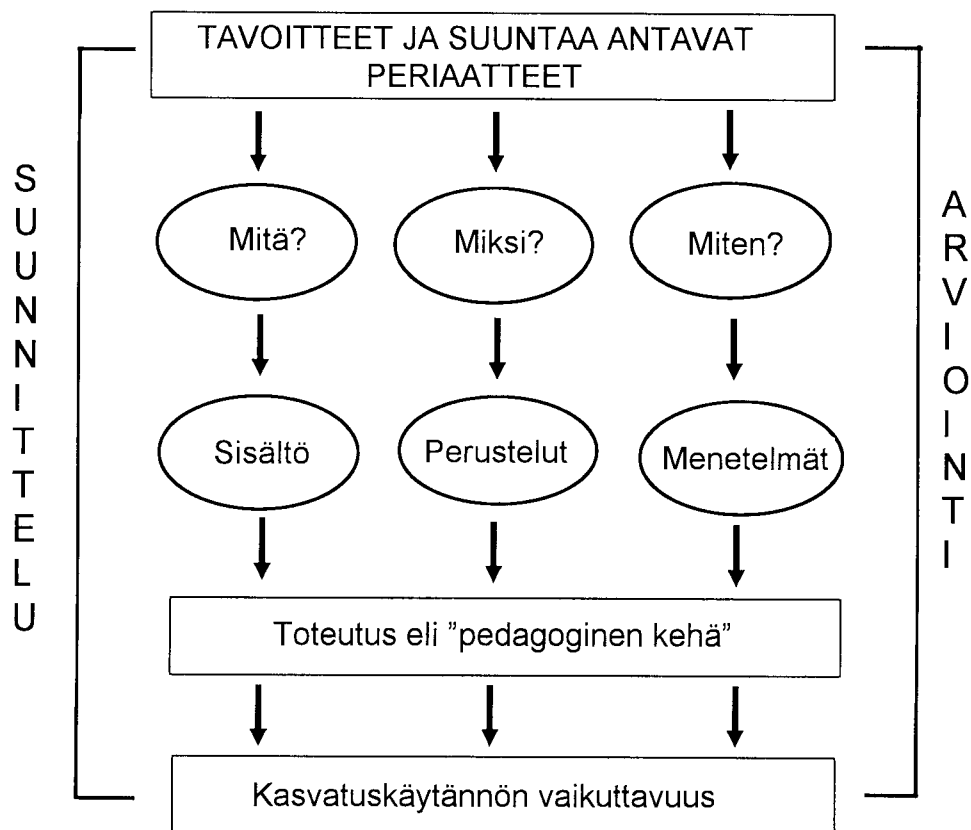 TAVOITTEET JA SUUNTAA ANTAVAT
PERIAATTEET
SUUNNITTELU
ARVIOINTI
Mitä?
Miksi?
Miten?
Sisältö
Perustelut
Menetelmät
Toteutus eli ”pedagoginen kehä”
Kasvatuskäytännön vaikuttavuus